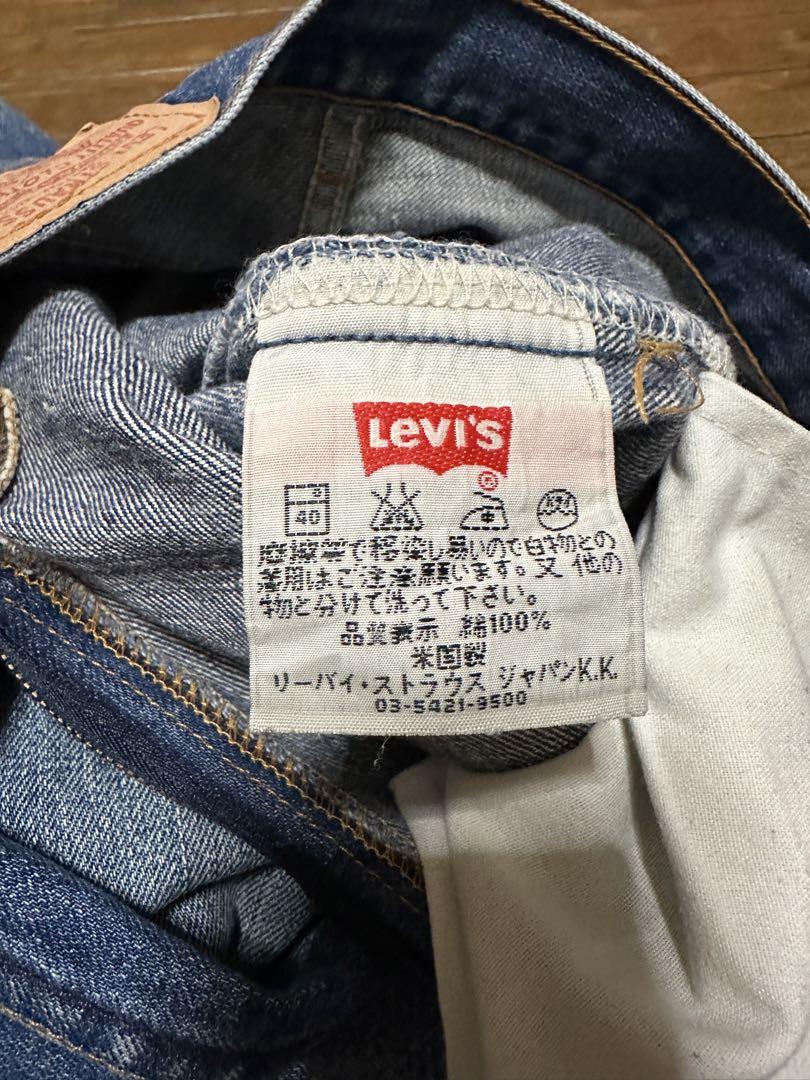 LEVI'S
®
40
摩擦等で移染し易いので白物との
着用はご注意願います。又 他の
物と分けて洗って下さい。
品質表示 綿100%
米国製
リーバイ・ストラウス ジャパンK.K.
03-5421-9500